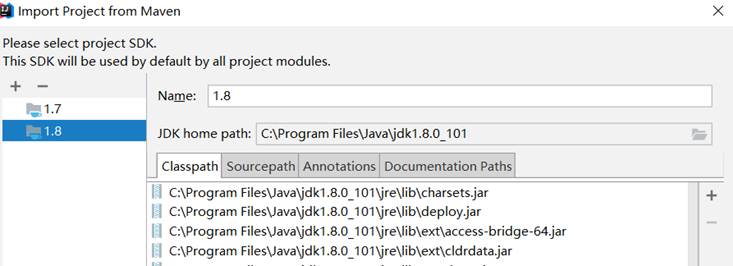 Import Project from Maven
Please select project SDK.
This SDK will be used by default by all project modules.
1.7
1.8
Name: 1.8
JDK home path: C:\Program Files\Java\jdk1.8.0_101
Classpath Sourcepath Annotations Documentation Paths
C:\Program Files\Java\jdk1.8.0_101\jre\lib\charsets.jar
C:\Program Files\Java\jdk1.8.0_101\jre\lib\deploy.jar
C:\Program Files\Java\jdk1.8.0_101\jre\lib\ext\access-bridge-64.jar
C:\Program Files\Java\jdk1.8.0_101\jre\lib\ext\cldrdata.jar